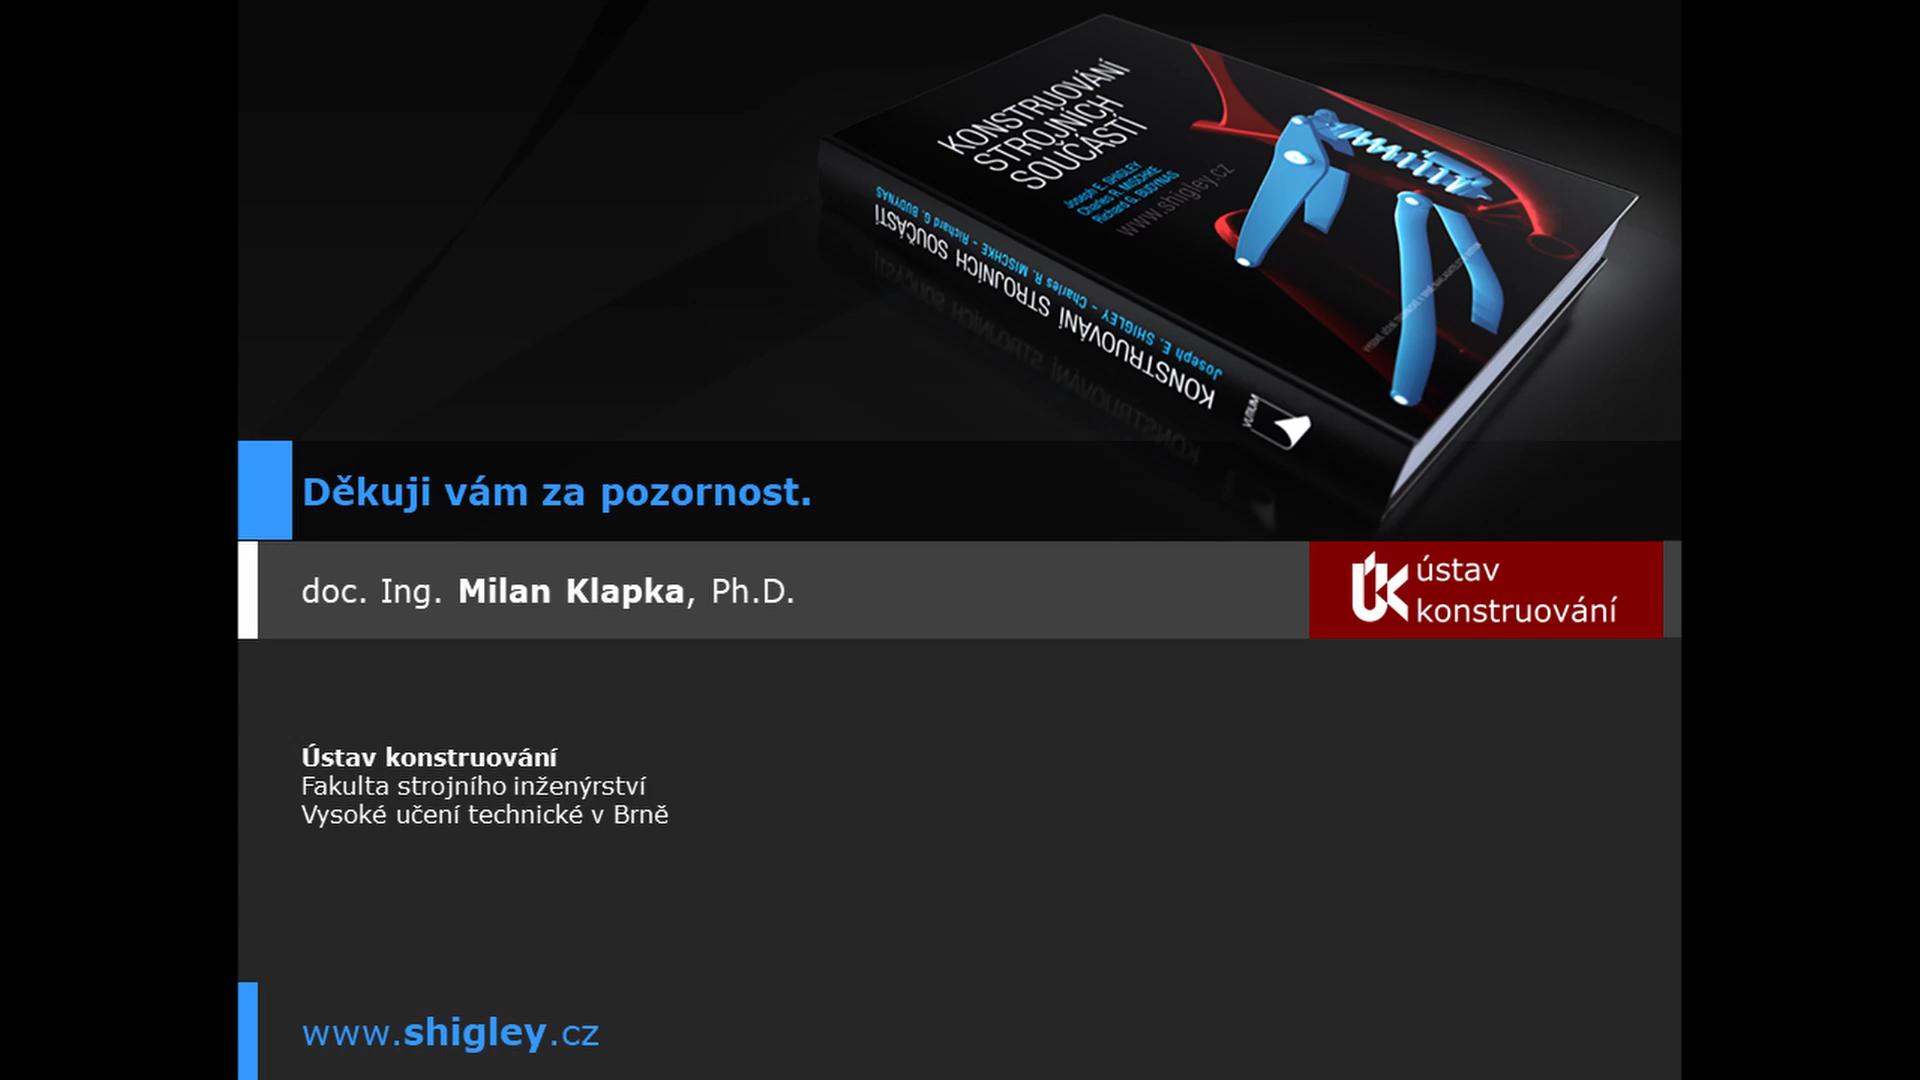 KONSTRUOVÁNÍ
STROJNÍCH
SOUČÁSTÍ
Joseph E. SHIGLEY
Charles R. MISCHKE
Richard G. BUDYNAS
www.shigley.cz
Joseph E. SHIGLEY - Charles R. MISCHKE - Richard G. BUDYNAS
KONSTRUOVÁNÍ STROJNÍCH SOUČÁSTÍ
VUTIUM
Děkuji vám za pozornost.
doc. Ing. Milan Klapka, Ph.D.
ústav
konstruování
Ústav konstruování
Fakulta strojního inženýrství
Vysoké učení technické v Brně
www.shigley.cz